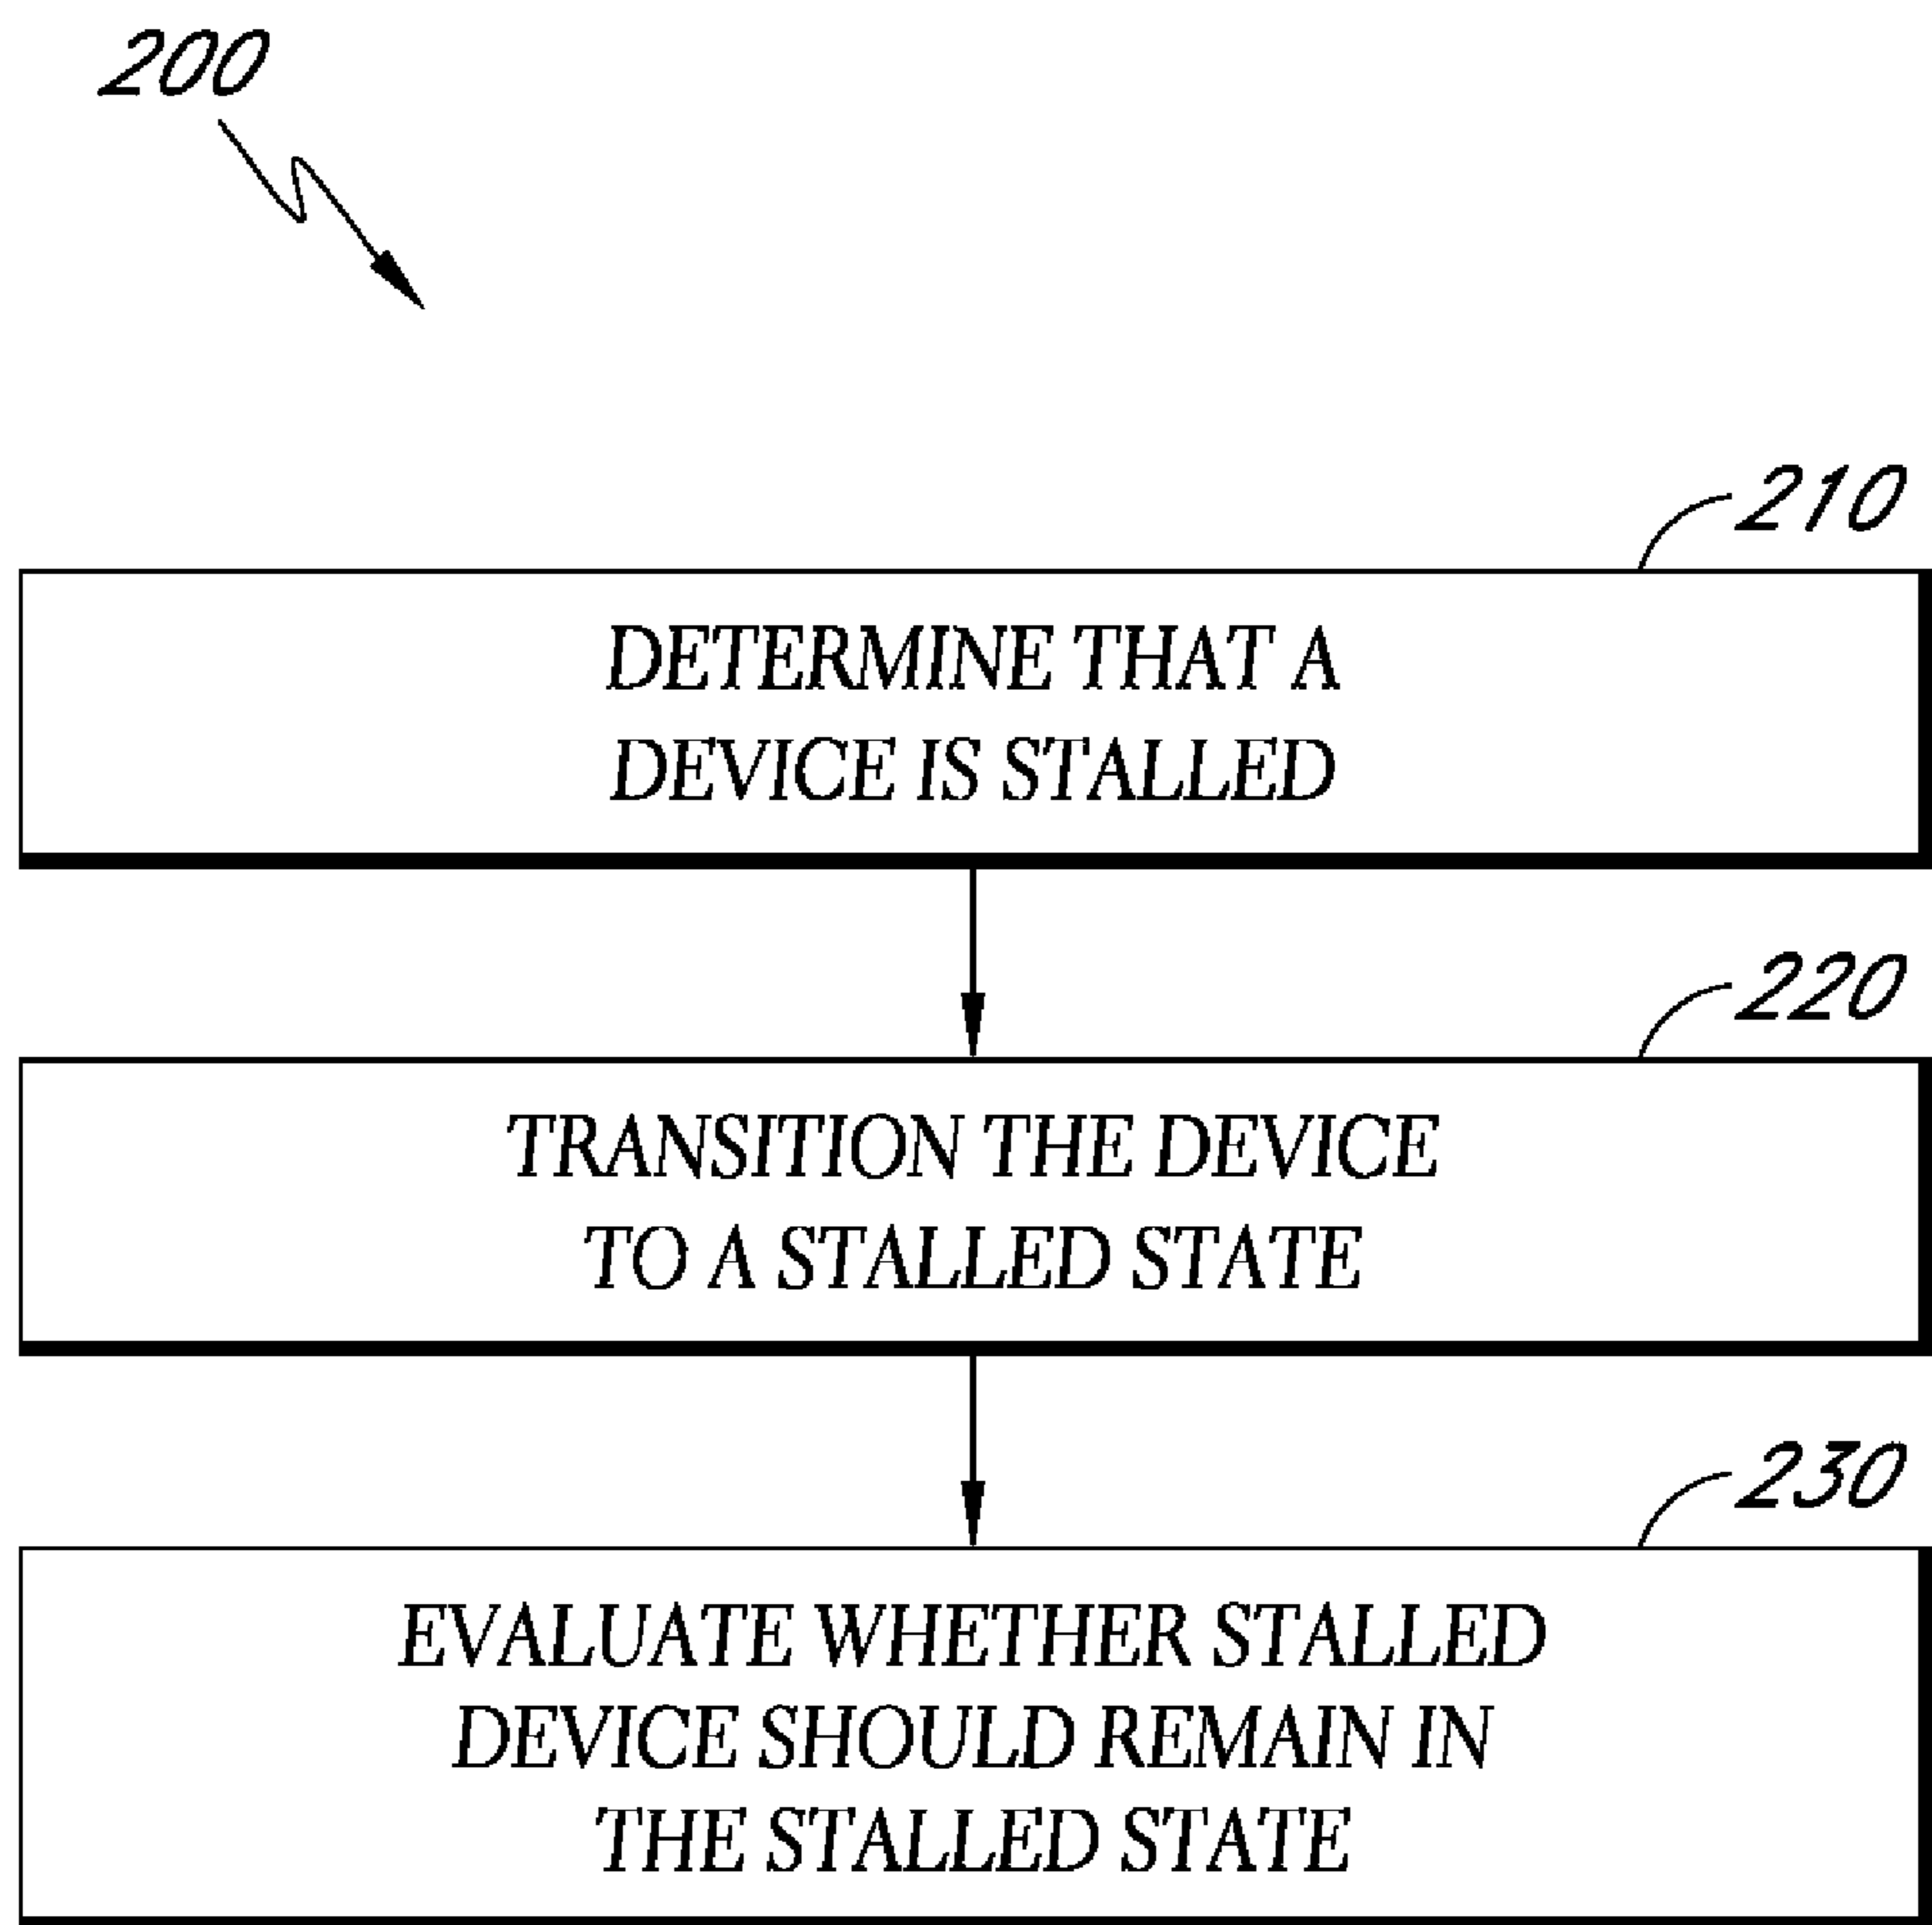 200
210
DETERMINE THAT A
DEVICE IS STALLED
220
TRANSITION THE DEVICE
TO A STALLED STATE
230
EVALUATE WHETHER STALLED
DEVICE SHOULD REMAIN IN
THE STALLED STATE